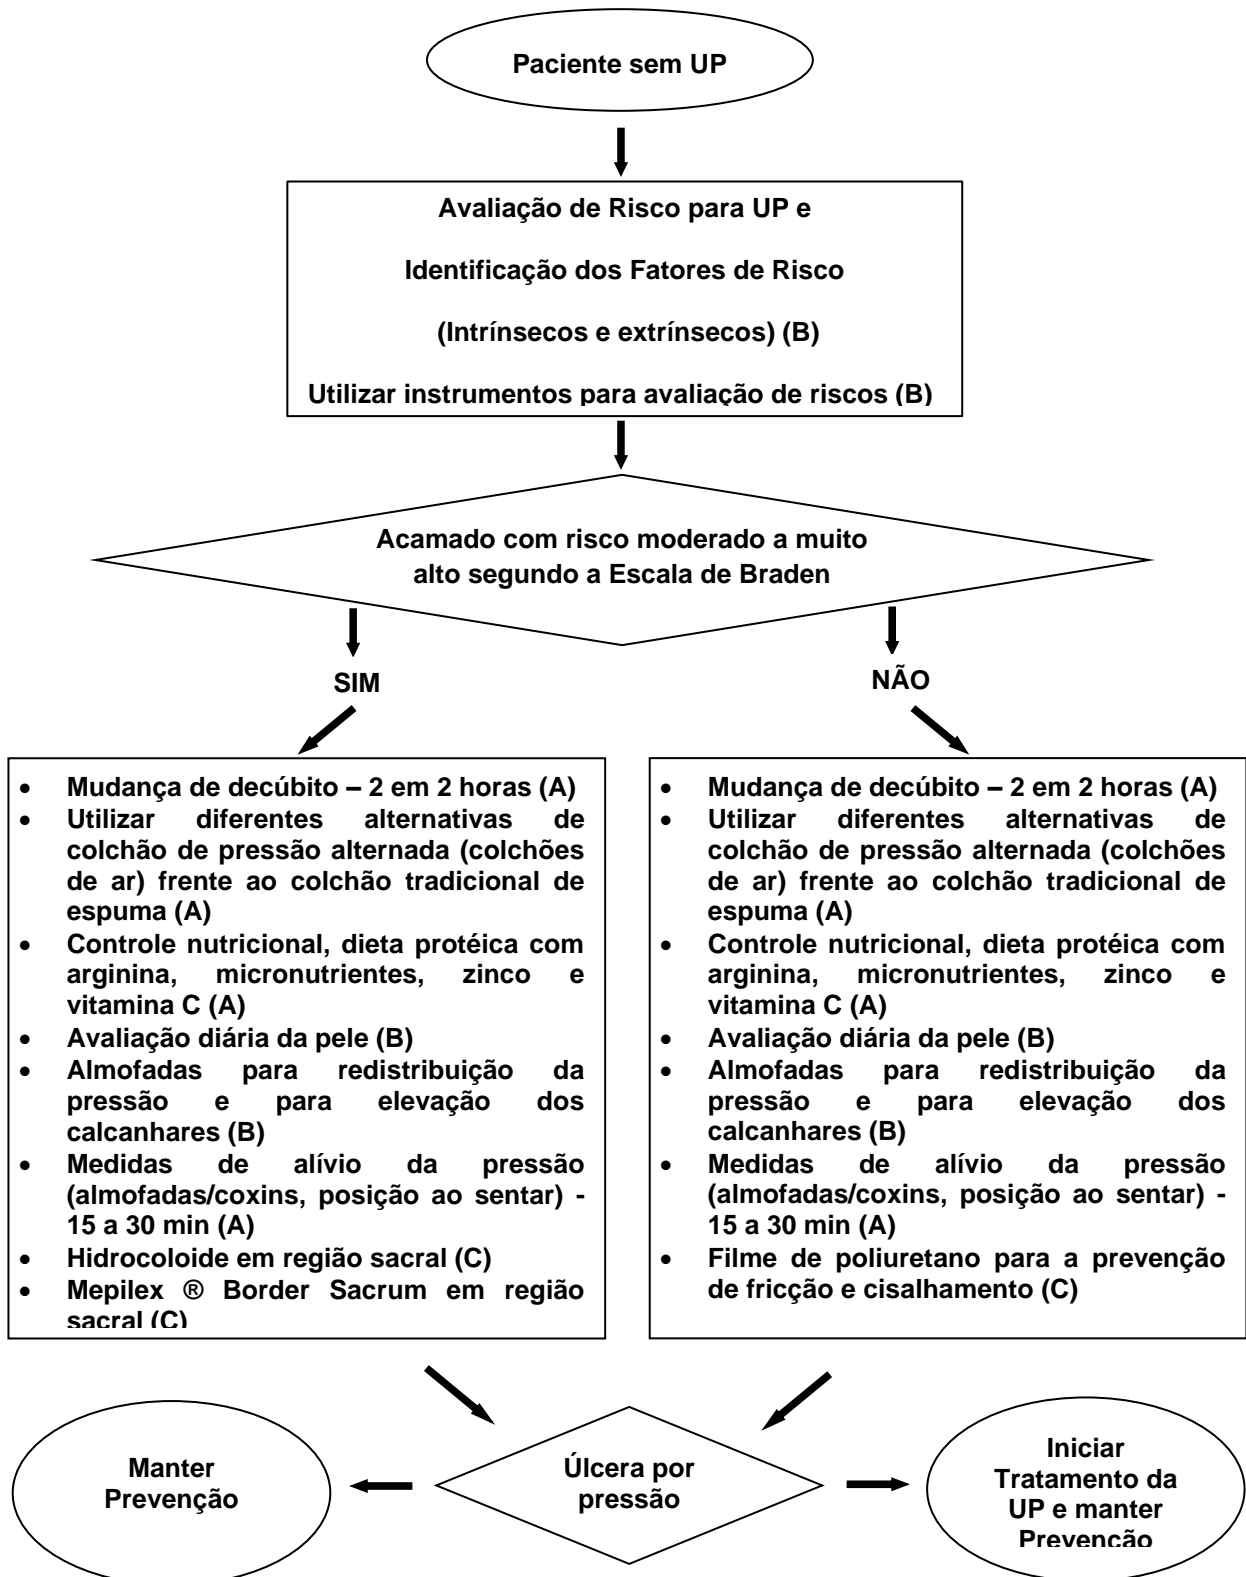 Paciente sem UP
Avaliação de Risco para UP e
Identificação dos Fatores de Risco
(Intrínsecos e extrínsecos) (B)
Utilizar instrumentos para avaliação de riscos (B)
Acamado com risco moderado a muito
alto segundo a Escala de Braden
SIM
NÃO
• Mudança de decúbito – 2 em 2 horas (A)
• Utilizar diferentes alternativas de
colchão de pressão alternada (colchões
de ar) frente ao colchão tradicional de
espuma (A)
• Controle nutricional, dieta protéica com
arginina, micronutrientes, zinco e
vitamina C (A)
• Avaliação diária da pele (B)
• Almofadas para redistribuição da
pressão e para elevação dos
calcanhares (B)
• Medidas de alívio da pressão
(almofadas/coxins, posição ao sentar) -
15 a 30 min (A)
• Hidrocoloide em região sacral (C)
• Mepilex ® Border Sacrum em região
sacral (C)
• Mudança de decúbito – 2 em 2 horas (A)
• Utilizar diferentes alternativas de
colchão de pressão alternada (colchões
de ar) frente ao colchão tradicional de
espuma (A)
• Controle nutricional, dieta protéica com
arginina, micronutrientes, zinco e
vitamina C (A)
• Avaliação diária da pele (B)
• Almofadas para redistribuição da
pressão e para elevação dos
calcanhares (B)
• Medidas de alívio da pressão
(almofadas/coxins, posição ao sentar) -
15 a 30 min (A)
• Filme de poliuretano para a prevenção
de fricção e cisalhamento (C)
Manter
Prevenção
Úlcera por
pressão
Iniciar
Tratamento da
UP e manter
Prevenção